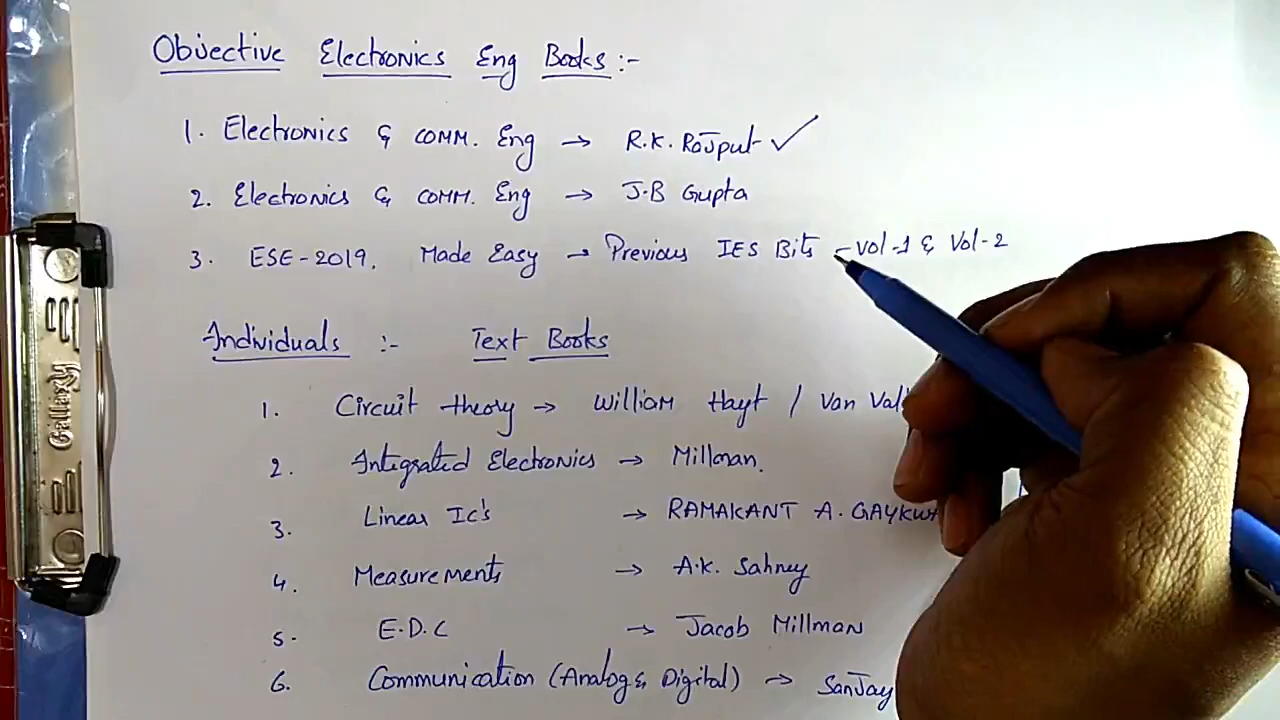 Objective Electronics Eng Books :-
1. Electronics & COMM. Eng → R.K. Rajput ✓
2. Electronics & COMM. Eng → J.B Gupta
3. ESE-2019. Made Easy → Previous IES Bits - Vol-1 & Vol-2
Individuals :- Text Books
1. Circuit theory → William Hayt / Van
2. Integrated Electronics → Millman.
3. Linear Ic's → RAMAKANT A.
4. Measurements → A.K. Sahney
5. E.D.C → Jacob Millman
6. Communication (Analog & Digital) → Sanjay
Gallaxy